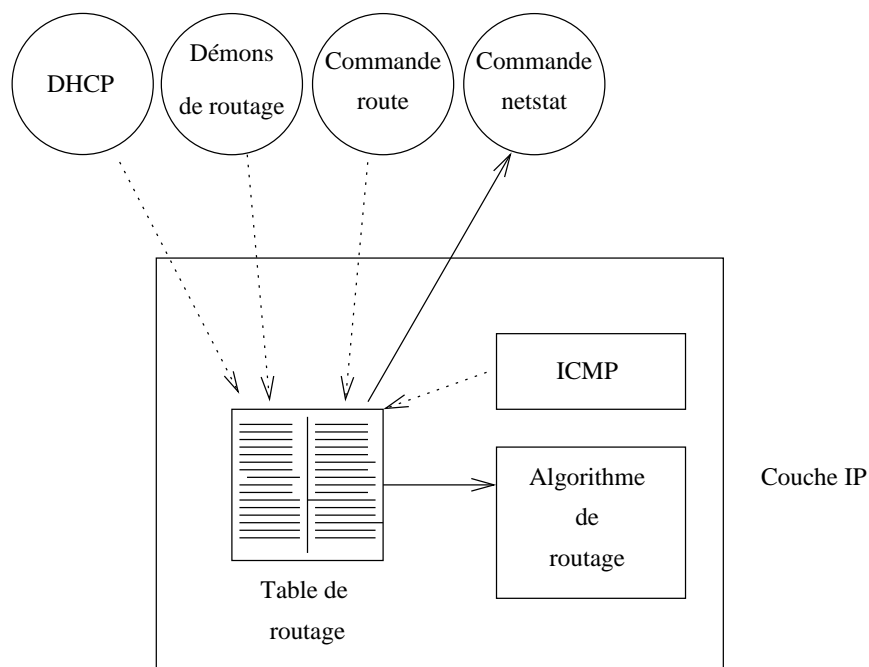 DHCP
Démons
de routage
Commande
route
Commande
netstat
ICMP
Algorithme
de
routage
Couche IP
Table de
routage